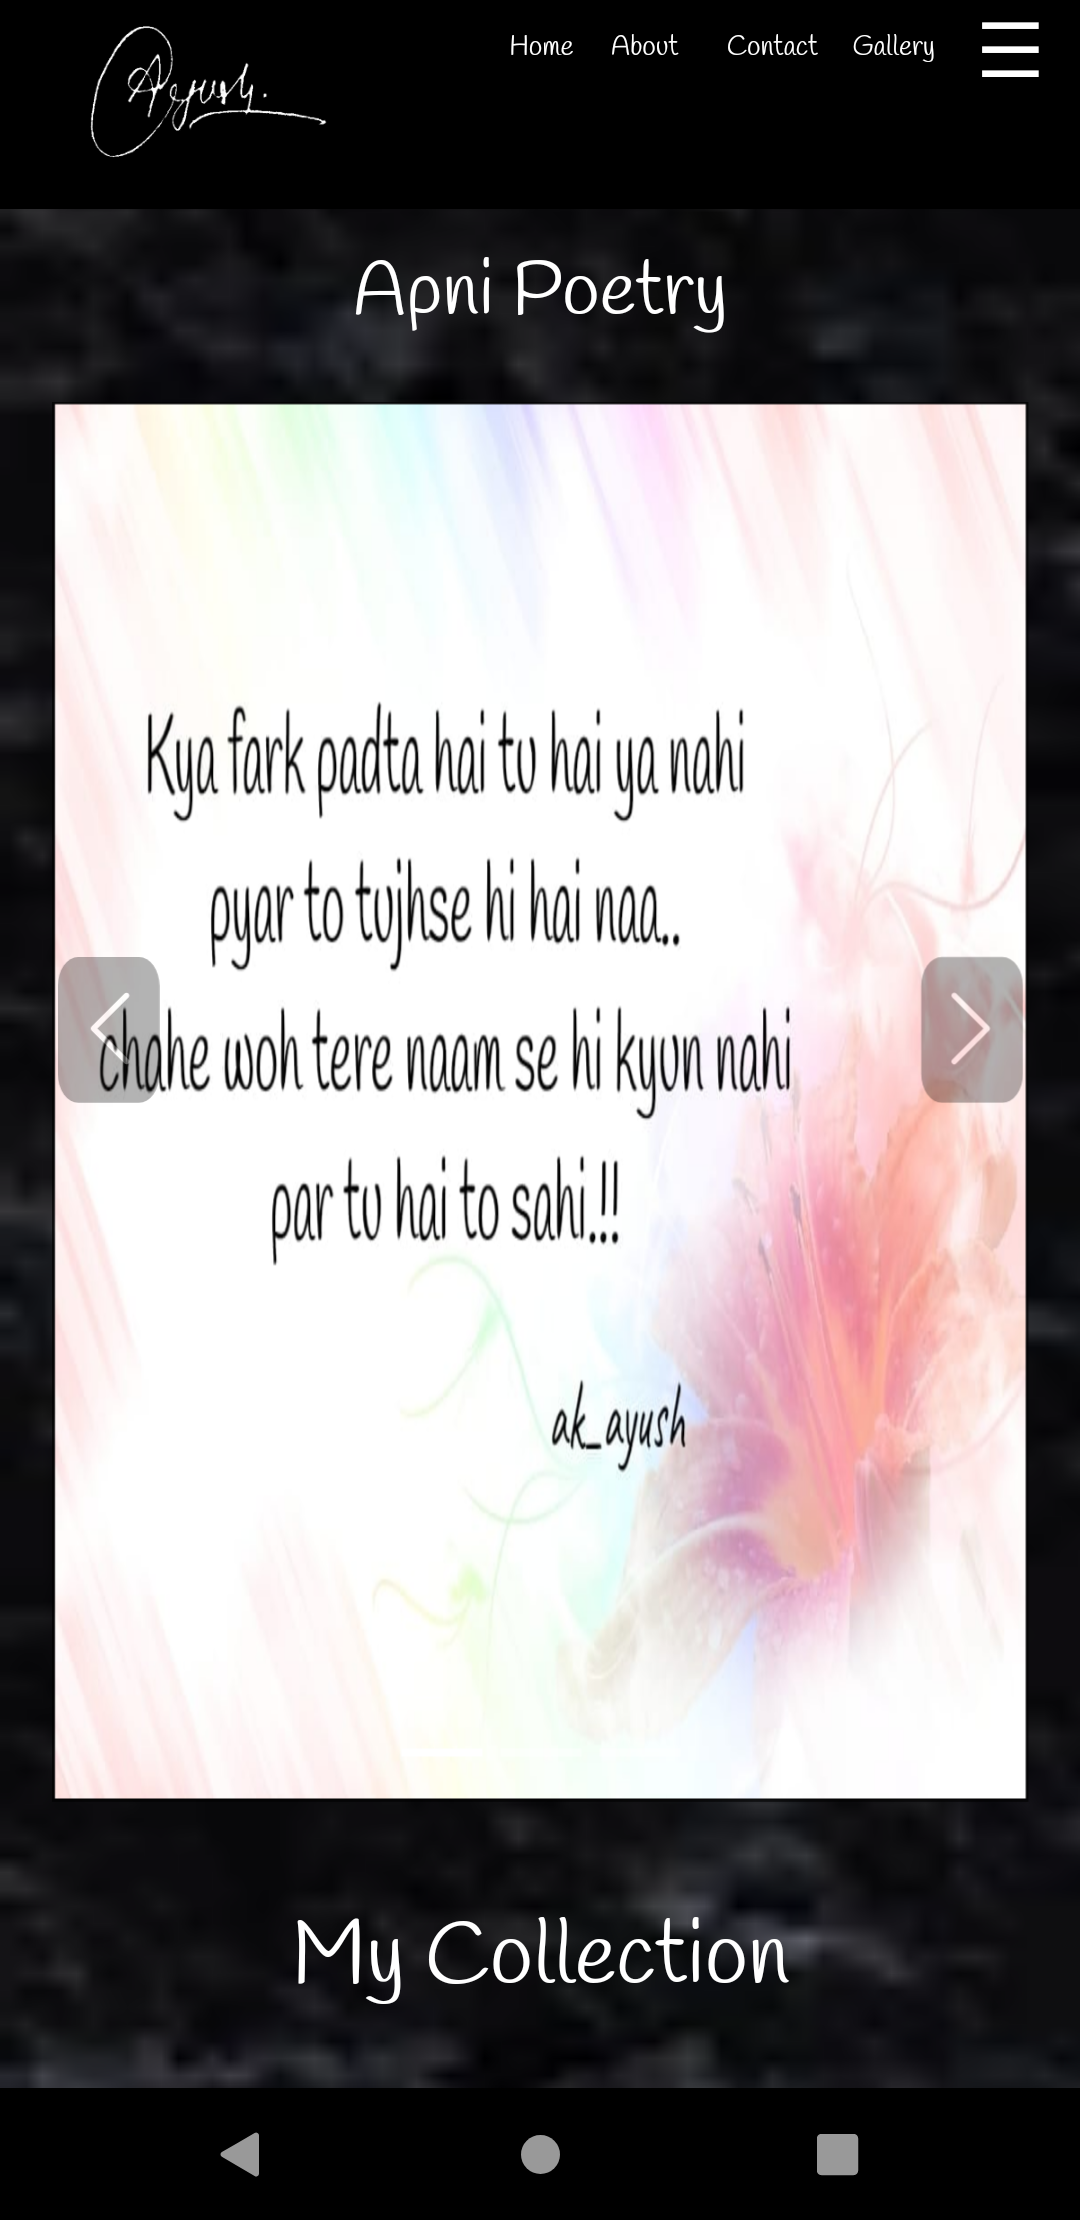 Ayush.
Home About Contact Gallery
Apni Poetry
Kya fark padta hai tu hai ya nahi
pyar to tujhse hi hai naa..
chahe woh tere naam se hi kyun nahi
par tu hai to sahi.!!
ak_ayush
My Collection